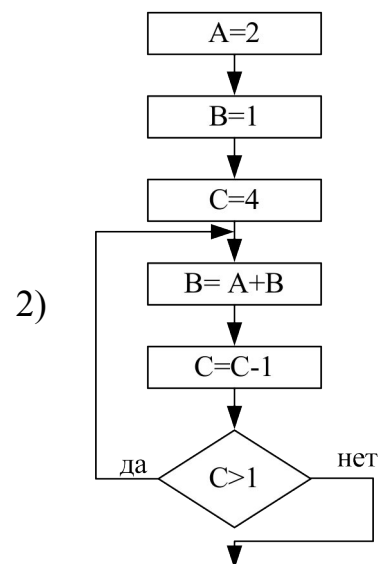 A=2
B=1
C=4
2)
B= A+B
C=C-1
да
C>1
нет